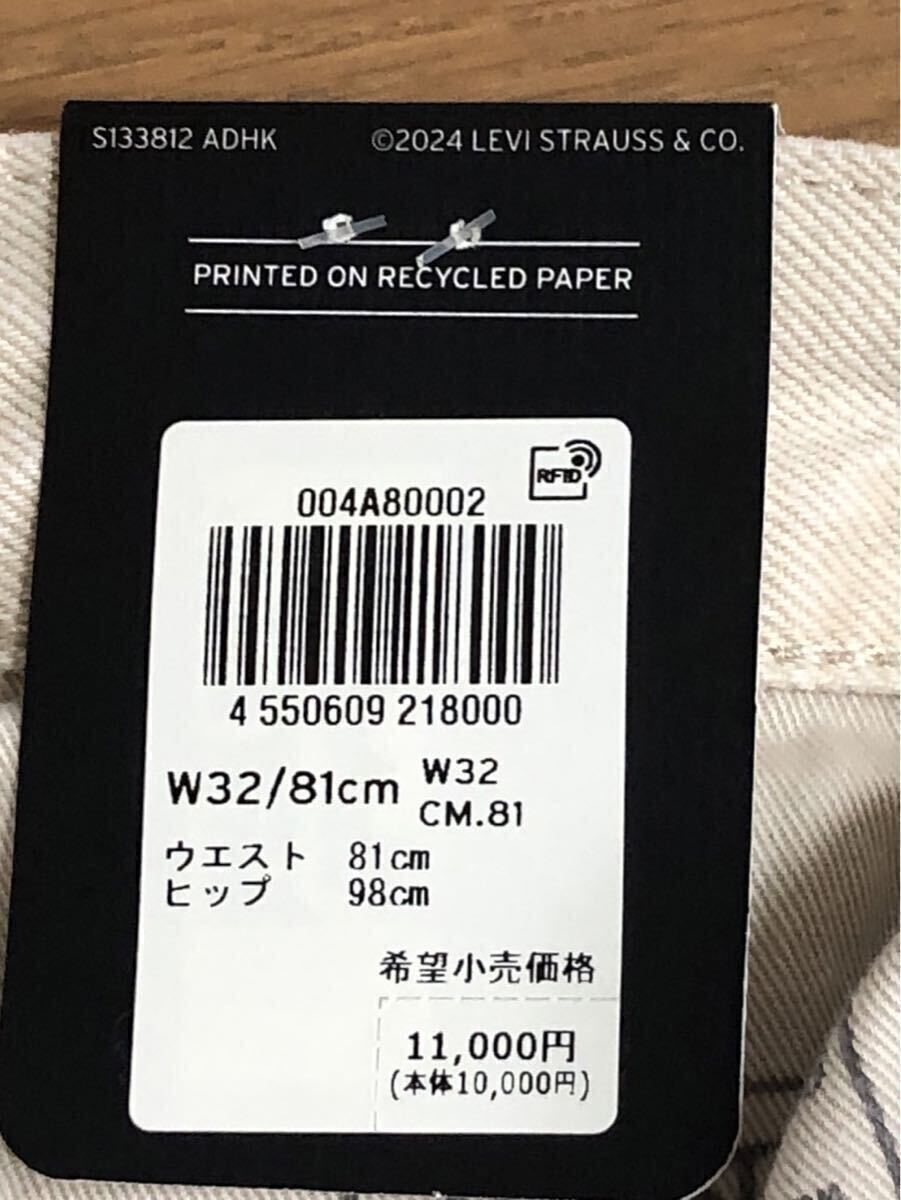 S133812 ADHK ©2024 LEVI STRAUSS & CO.
PRINTED ON RECYCLED PAPER
RFID
004A80002
4 550609 218000
W32/81cm W32
CM.81
ウエスト 81cm
ヒップ 98cm
希望小売価格
11,000円
(本体10,000円)